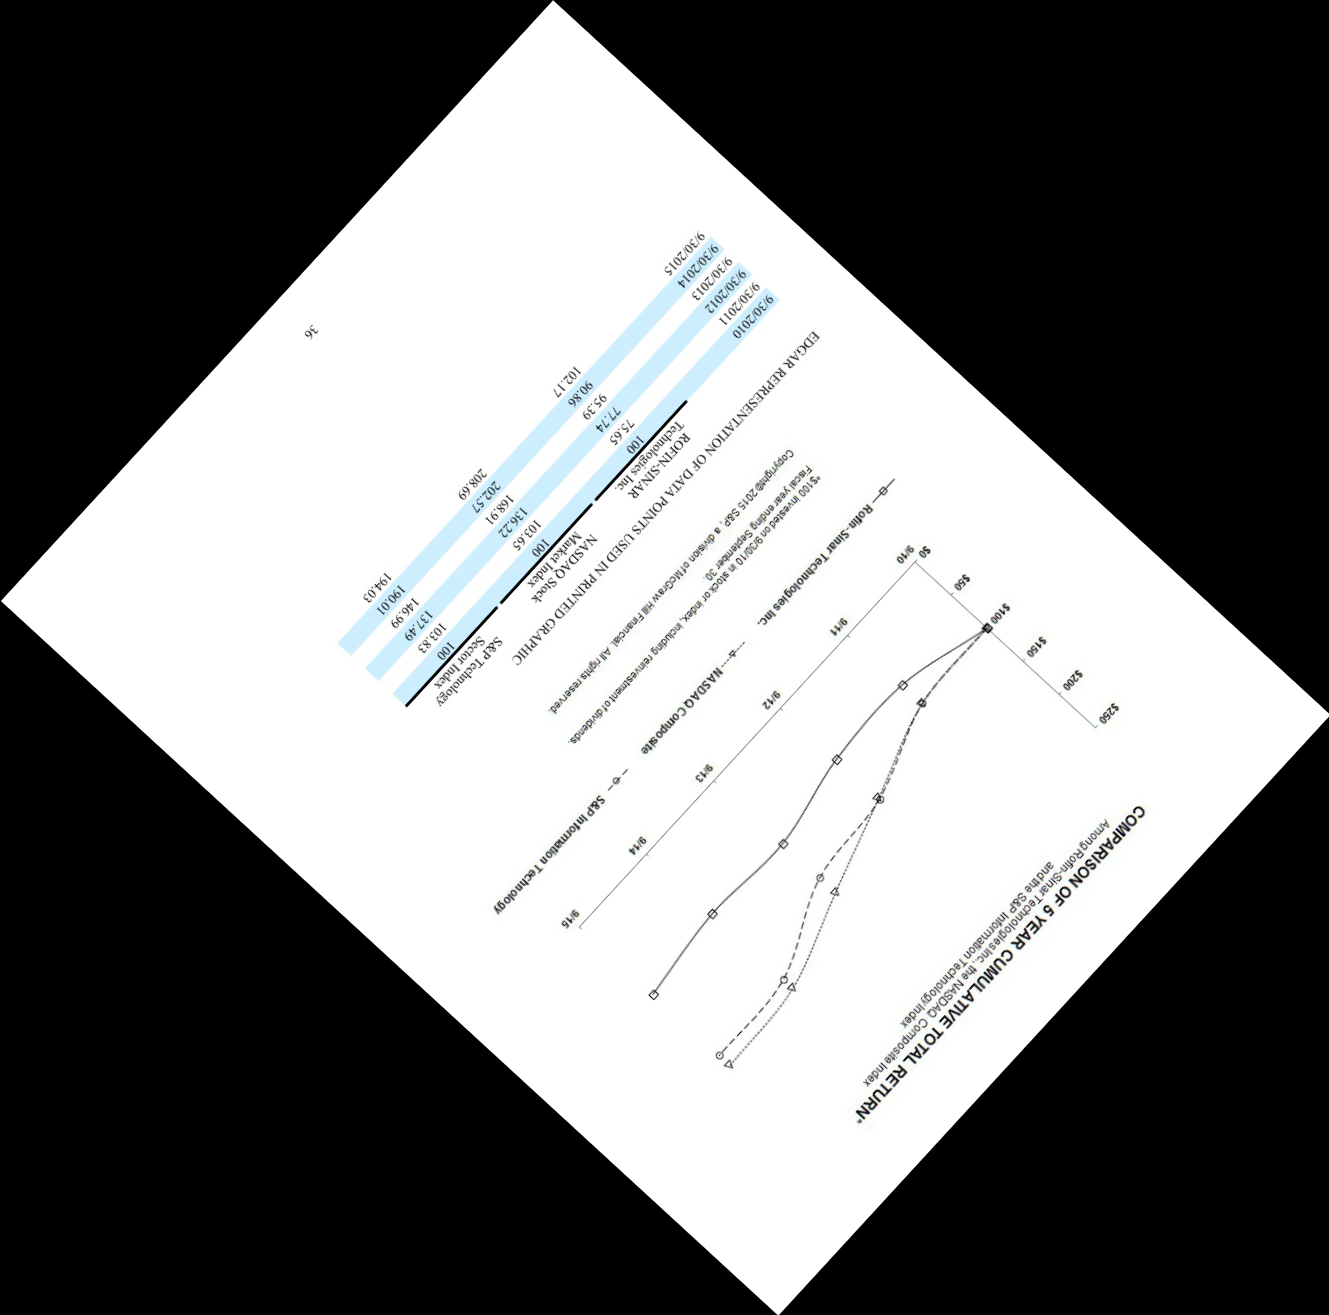 COMPARISON OF 5 YEAR CUMULATIVE TOTAL RETURN*
Among Rofin-Sinar Technologies Inc., the NASDAQ Composite Index
and the S&P Information Technology Index
$250
$200
$150
$100
$50
$0
9/10 9/11 9/12 9/13 9/14 9/15
Rofin-Sinar Technologies Inc. NASDAQ Composite S&P Information Technology
*$100 invested on 9/30/10 in stock or index, including reinvestment of dividends.
Fiscal year ending September 30.
Copyright© 2015 S&P, a division of McGraw Hill Financial. All rights reserved.
EDGAR REPRESENTATION OF DATA POINTS USED IN PRINTED GRAPHIC
ROFIN-SINAR NASDAQ Stock S&P Technology
Technologies Inc. Market Index Sector Index
9/30/2010 100 100 100
9/30/2011 75.65 103.65 103.83
9/30/2012 77.74 136.22 137.49
9/30/2013 95.39 168.91 146.99
9/30/2014 90.86 202.57 190.01
9/30/2015 102.17 208.69 194.03
36